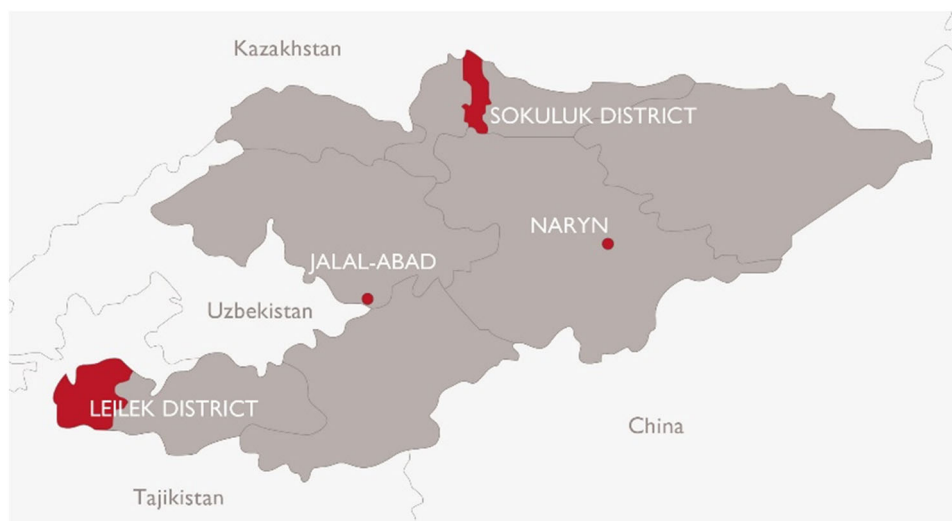 Kazakhstan
SOKULUK DISTRICT
NARYN
JALAL-ABAD
Uzbekistan
LEILEK DISTRICT
China
Tajikistan